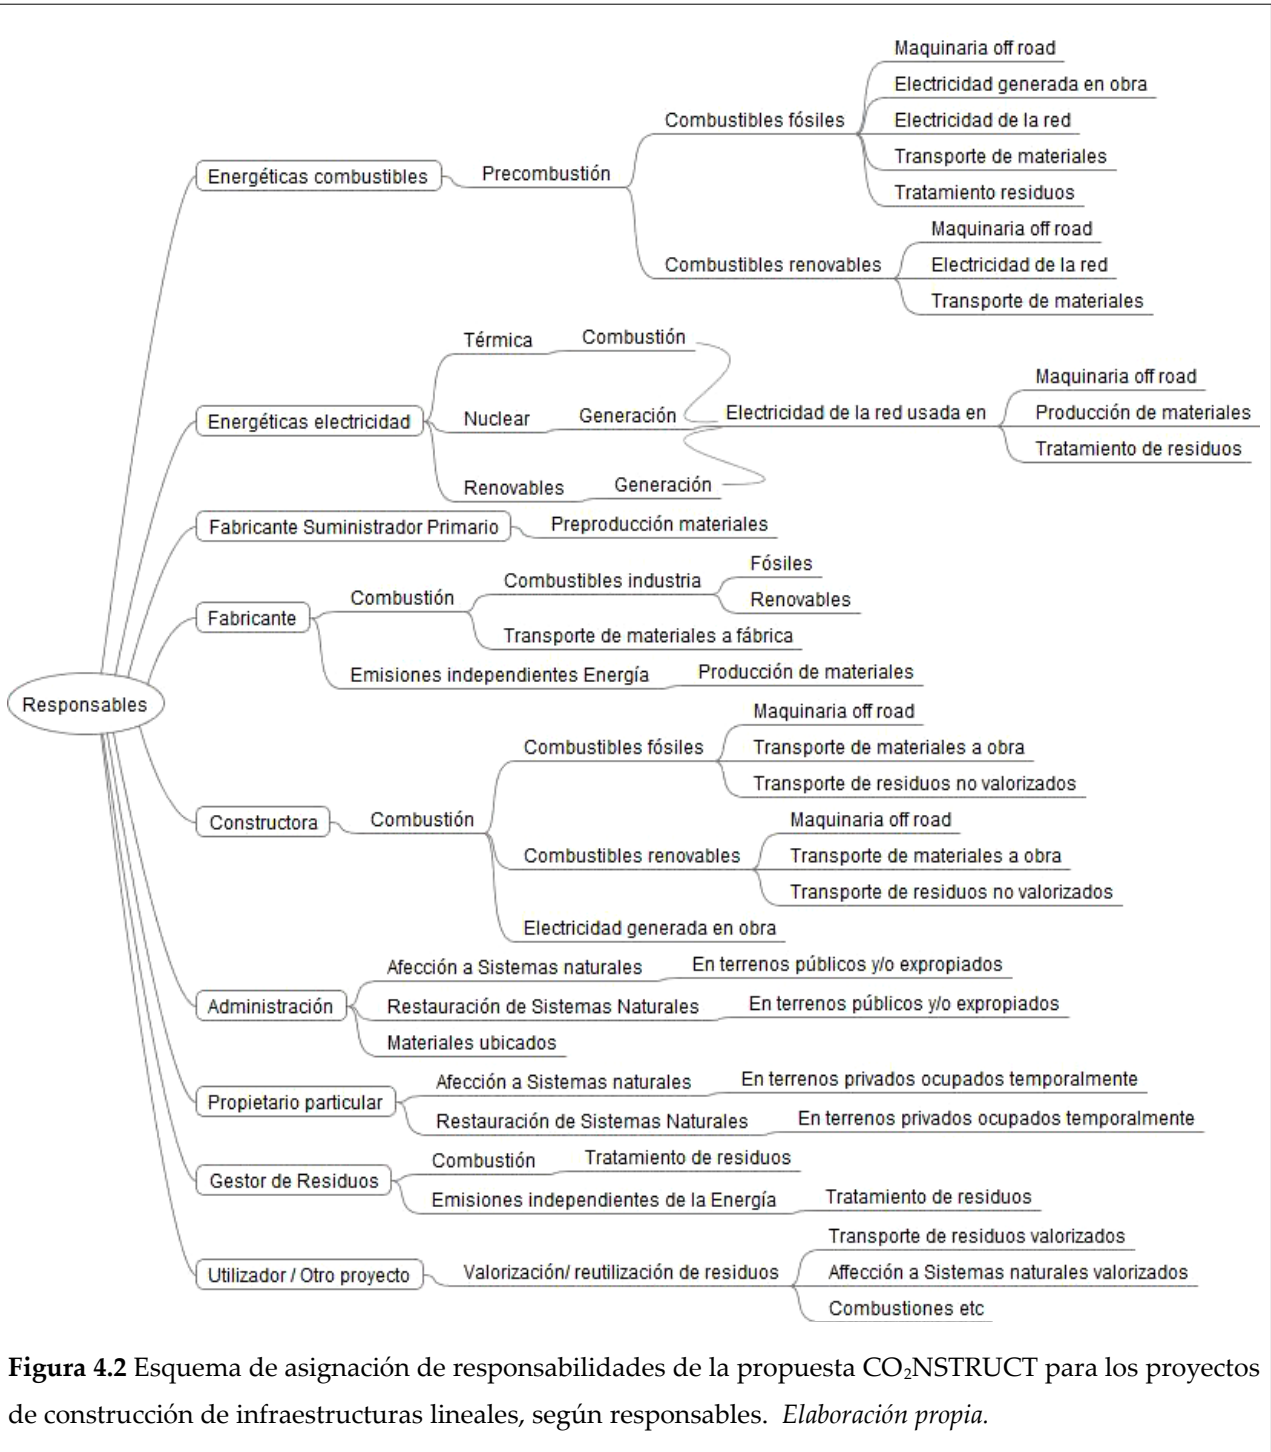 Maquinaria off road
Electricidad generada en obra
Combustibles fósiles
Electricidad de la red
Transporte de materiales
Energéticas combustibles
Precombustión
Tratamiento residuos
Maquinaria off road
Combustibles renovables
Electricidad de la red
Transporte de materiales
Térmica
Combustión
Maquinaria off road
Energéticas electricidad
Nuclear
Generación
Electricidad de la red usada en
Producción de materiales
Tratamiento de residuos
Renovables
Generación
Fabricante Suministrador Primario
Preproducción materiales
Fósiles
Combustibles industria
Renovables
Fabricante
Combustión
Transporte de materiales a fábrica
Emisiones independientes Energía
Producción de materiales
Responsables
Maquinaria off road
Combustibles fósiles
Transporte de materiales a obra
Transporte de residuos no valorizados
Constructora
Combustión
Maquinaria off road
Combustibles renovables
Transporte de materiales a obra
Transporte de residuos no valorizados
Electricidad generada en obra
Afección a Sistemas naturales
En terrenos públicos y/o expropiados
Administración
Restauración de Sistemas Naturales
En terrenos públicos y/o expropiados
Materiales ubicados
Afección a Sistemas naturales
En terrenos privados ocupados temporalmente
Propietario particular
Restauración de Sistemas Naturales
En terrenos privados ocupados temporalmente
Combustión
Tratamiento de residuos
Gestor de Residuos
Emisiones independientes de la Energía
Tratamiento de residuos
Transporte de residuos valorizados
Utilizador / Otro proyecto
Valorización/ reutilización de residuos
Affección a Sistemas naturales valorizados
Combustiones etc
Figura 4.2 Esquema de asignación de responsabilidades de la propuesta CO₂NSTRUCT para los proyectos
de construcción de infraestructuras lineales, según responsables. Elaboración propia.